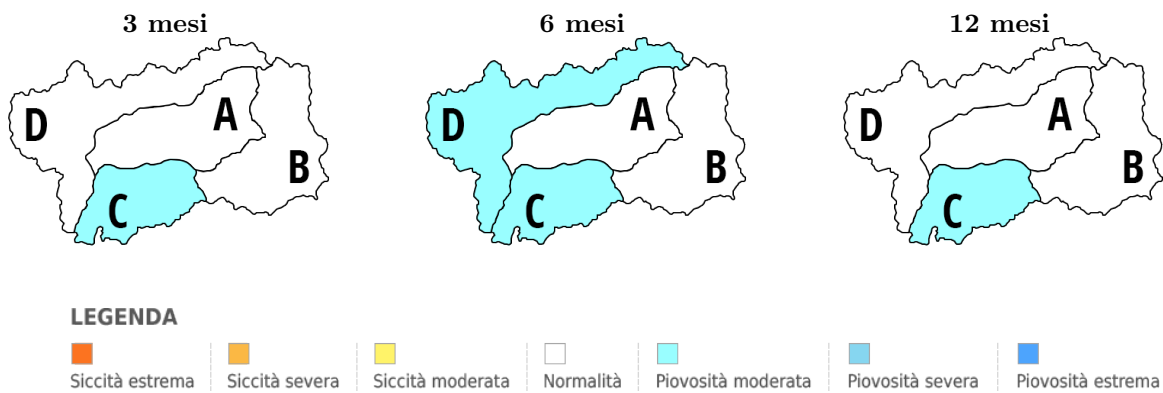 3 mesi
6 mesi
12 mesi
D
A
B
C
D
A
B
C
D
A
B
C
LEGENDA
Siccità estrema
Siccità severa
Siccità moderata
Normalità
Piovosità moderata
Piovosità severa
Piovosità estrema